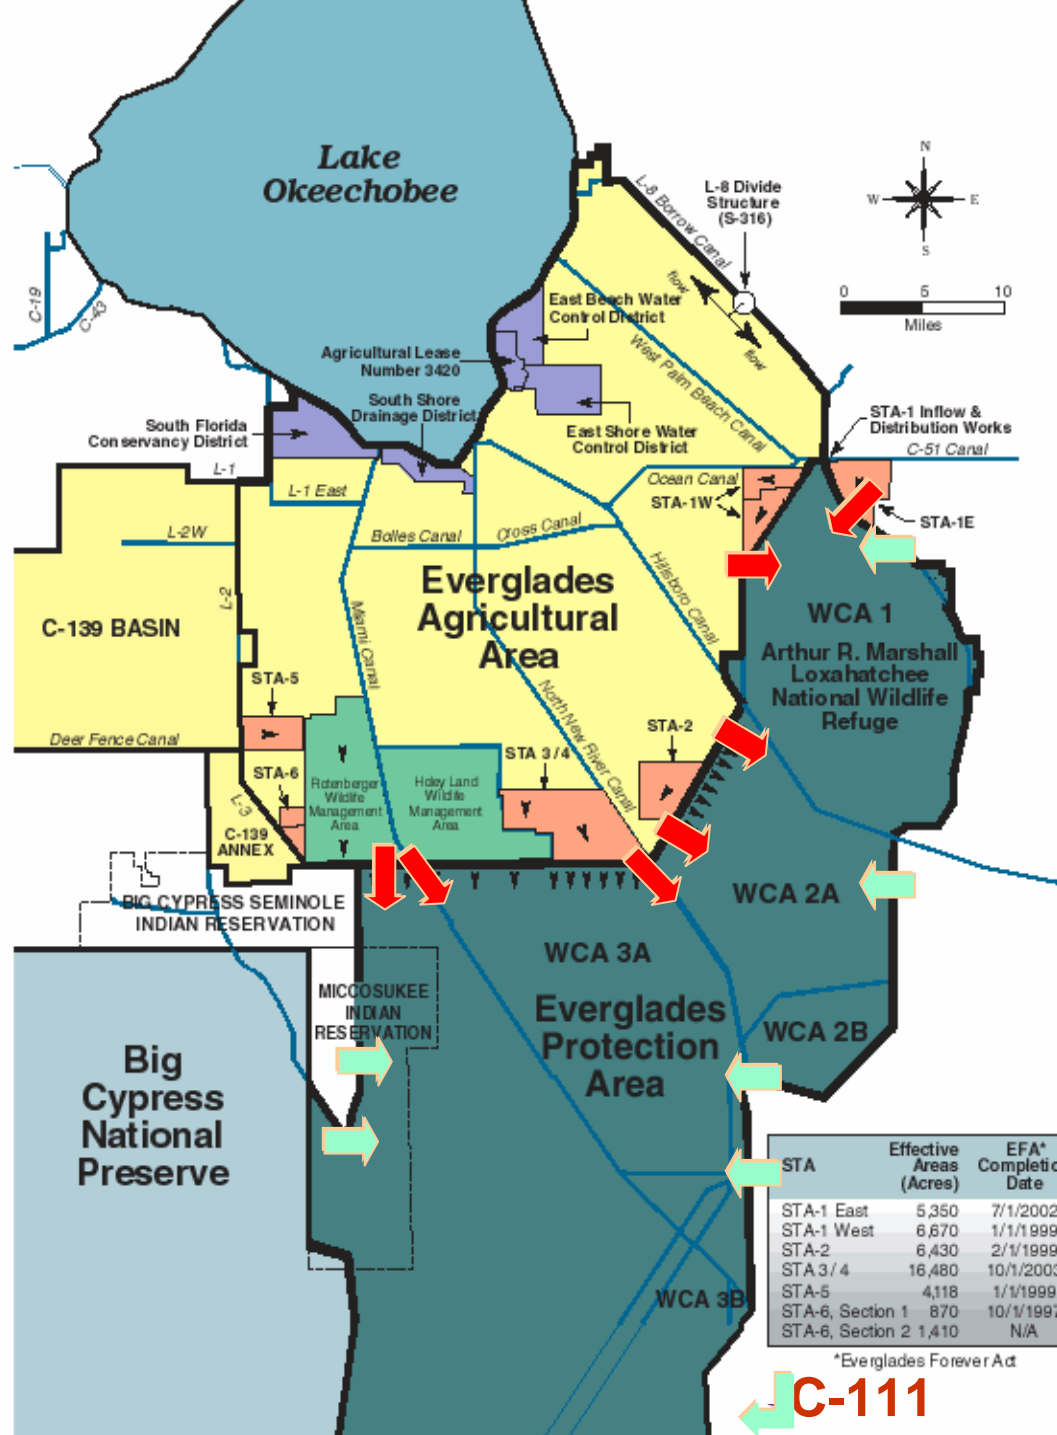 Lake
Okeechobee
N
W
E
S
L-8 Divide
Structure
(S-316)
L-8 Borrow Canal
flow
flow
0 5 10
Miles
C-19
C-43
East Beach Water
Control District
Agricultural Lease
Number 3420
South Shore
Drainage District
West Palm Beach Canal
South Florida
Conservancy District
East Shore Water
Control District
STA-1 Inflow &
Distribution Works
C-51 Canal
L-1
L-1 East
Ocean Canal
STA-1W
STA-1E
L-2W
Bolles Canal
Cross Canal
Hillsboro Canal
L-2
Everglades
Agricultural
Area
C-139 BASIN
Miami Canal
WCA 1
Arthur R. Marshall
Loxahatchee
National Wildlife
Refuge
STA-5
North New River Canal
STA-2
Deer Fence Canal
STA 3/4
STA-6
Rotenberger
Wildlife
Management
Area
Holey Land
Wildlife
Management
Area
L-3
C-139
ANNEX
WCA 2A
BIG CYPRESS SEMINOLE
INDIAN RESERVATION
WCA 3A
MICCOSUKEE
INDIAN
RESERVATION
Everglades
Protection
Area
WCA 2B
Big
Cypress
National
Preserve
STA Effective Areas (Acres) EFA* Completio Date
STA-1 East 5,350 7/1/2002
STA-1 West 6,670 1/1/1999
STA-2 6,430 2/1/1999
STA 3/4 16,480 10/1/2003
STA-5 4,118 1/1/1999
STA-6, Section 1 870 10/1/1997
STA-6, Section 2 1,410 N/A
*Everglades Forever Act
WCA 3B
C-111